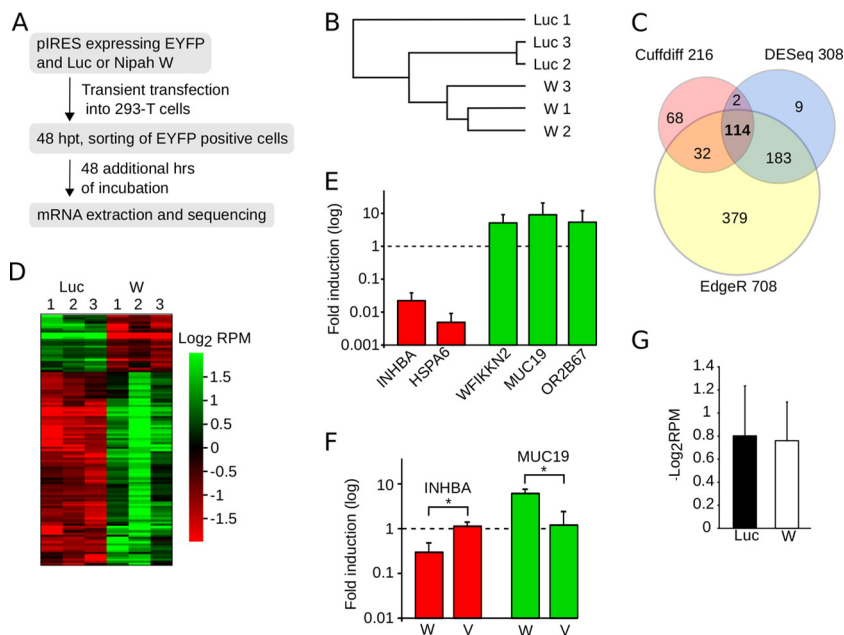 A
pIRES expressing EYFP
and Luc or Nipah W
Transient transfection
into 293-T cells
48 hpt, sorting of EYFP positive cells
48 additional hrs
of incubation
mRNA extraction and sequencing
B
Luc 1
Luc 3
Luc 2
W 3
W 1
W 2
C
Cuffdiff 216
DESeq 308
2
68
9
114
32
183
379
EdgeR 708
D
Luc W
1 2 3 1 2 3
Log2 RPM
1.5
1
0.5
0
-0.5
-1
-1.5
E
Fold induction (log)
10
1
0.1
0.01
0.001
INHBA
HSPA6
WFIKKN2
MUC19
OR2B67
F
Fold induction (log)
10
1
0.1
0.01
INHBA
*
MUC19
*
W V W V
G
-Log2RPM
1.4
1.2
1
0.8
0.6
0.4
0.2
0
Luc W